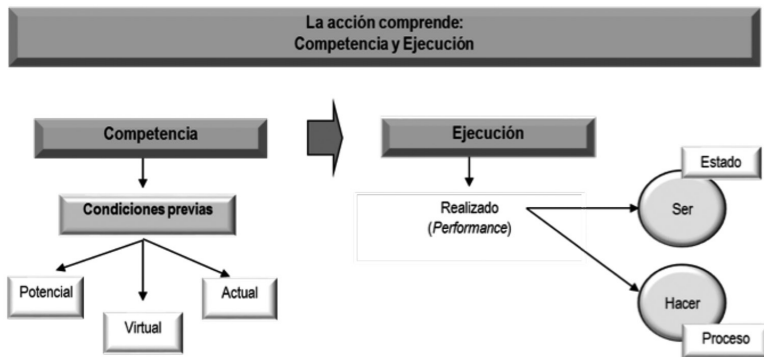 La acción comprende:
Competencia y Ejecución
Competencia
Condiciones previas
Potencial
Virtual
Actual
Ejecución
Realizado
(Performance)
Estado
Ser
Hacer
Proceso